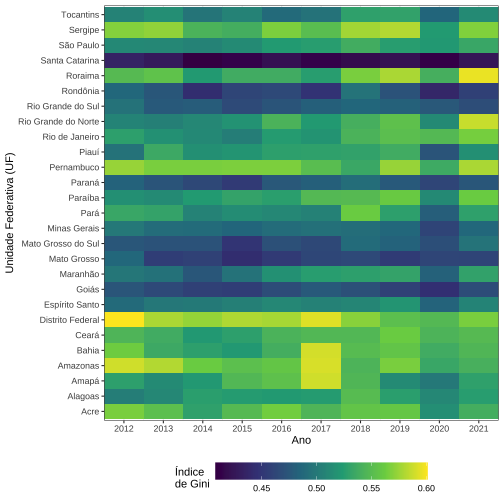 Unidade Federativa (UF)
Tocantins
Sergipe
São Paulo
Santa Catarina
Roraima
Rondônia
Rio Grande do Sul
Rio Grande do Norte
Rio de Janeiro
Piauí
Pernambuco
Paraná
Paraíba
Pará
Minas Gerais
Mato Grosso do Sul
Mato Grosso
Maranhão
Goiás
Espírito Santo
Distrito Federal
Ceará
Bahia
Amazonas
Amapá
Alagoas
Acre
2012 2013 2014 2015 2016 2017 2018 2019 2020 2021
Ano
Índice
de Gini
0.45 0.50 0.55 0.60